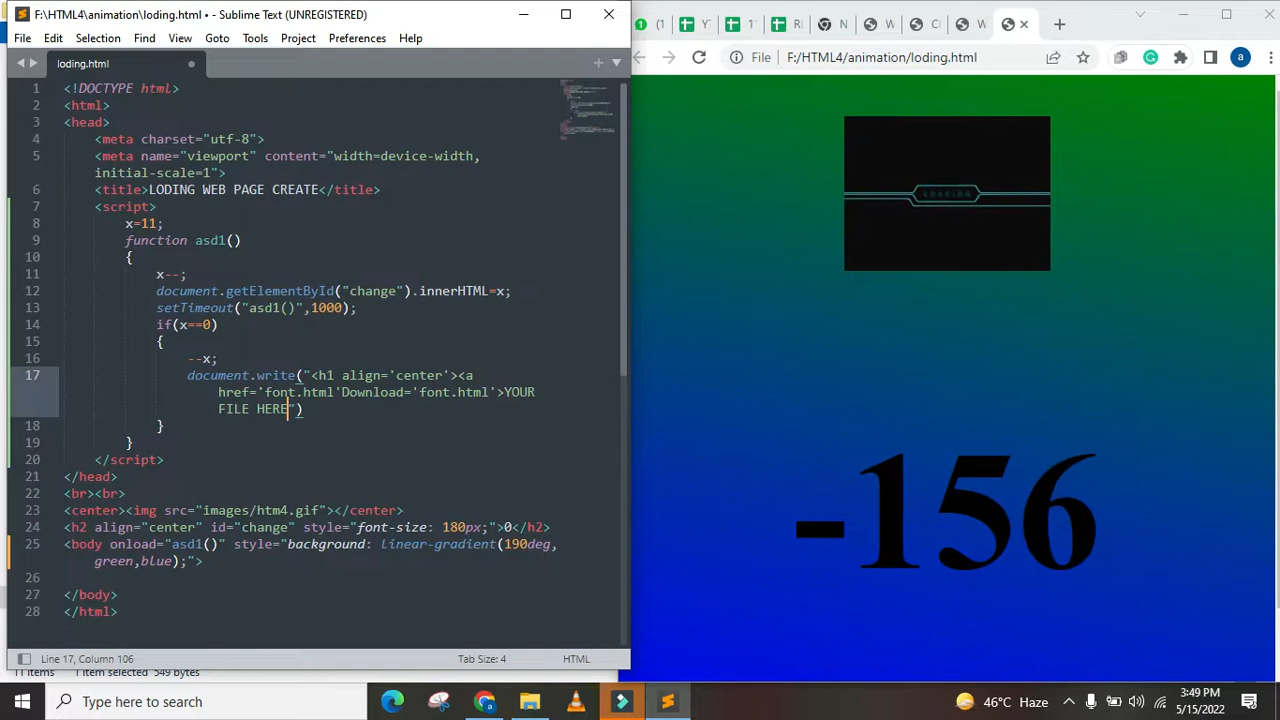 F:\HTML4\animation\loding.html • - Sublime Text (UNREGISTERED)
File Edit Selection Find View Goto Tools Project Preferences Help
loding.html
1 <!DOCTYPE html>
2 <html>
3 <head>
4 <meta charset="utf-8">
5 <meta name="viewport" content="width=device-width,
initial-scale=1">
6 <title>LODING WEB PAGE CREATE</title>
7 <script>
8 x=11;
9 function asd1()
10 {
11 x--;
12 document.getElementById("change").innerHTML=x;
13 setTimeout("asd1()",1000);
14 if(x==0)
15 {
16 --x;
17 document.write("<h1 align='center'><a
href='font.html'Download='font.html'>YOUR
FILE HERE")
18 }
19 }
20 </script>
21 </head>
22 <br><br>
23 <center><img src="images/htm4.gif"></center>
24 <h2 align="center" id="change" style="font-size: 180px;">0</h2>
25 <body onload="asd1()" style="background: linear-gradient(190deg,
green,blue);">
26
27 </body>
28 </html>
Line 17, Column 106 Tab Size: 4 HTML
File F:/HTML4/animation/loding.html a
LOADING
-156
1 item selected 549 bytes
Type here to search
46°C Haze
3:49 PM
5/15/2022